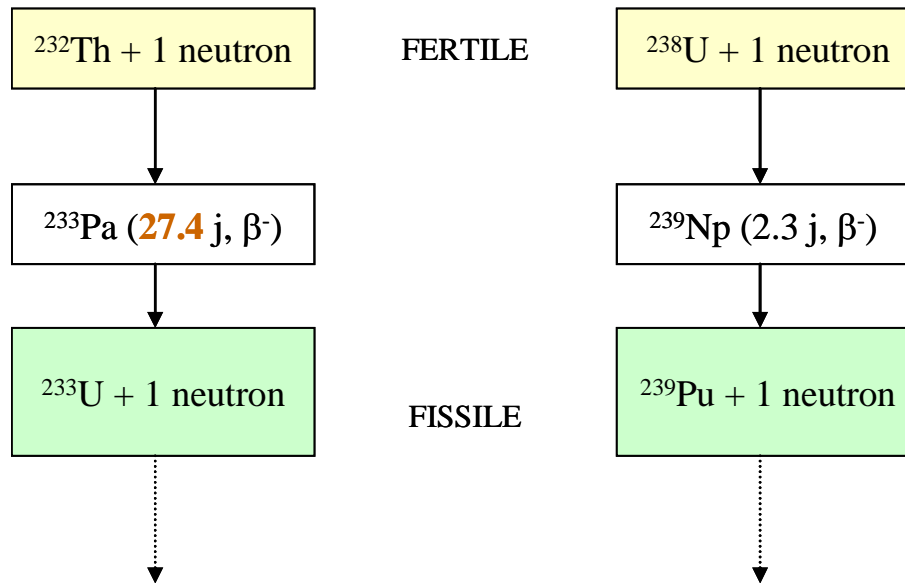 ²³²Th + 1 neutron
FERTILE
²³⁸U + 1 neutron
²³³Pa (27.4 j, β⁻)
²³⁹Np (2.3 j, β⁻)
²³³U + 1 neutron
FISSILE
²³⁹Pu + 1 neutron